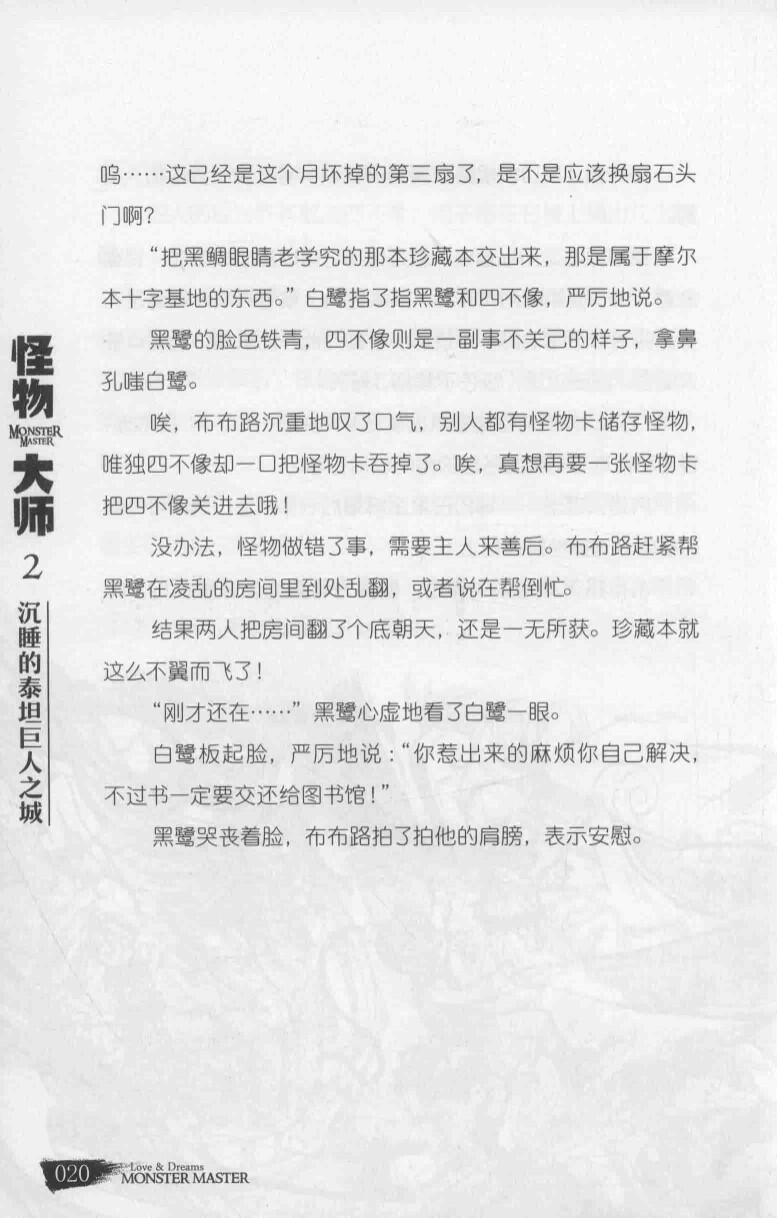 呜……这已经是这个月坏掉的第三扇了，是不是应该换扇石头
门啊？
“把黑鲷眼睛老学究的那本珍藏本交出来，那是属于摩尔
本十字基地的东西。”白鹭指了指黑鹭和四不像，严厉地说。
黑鹭的脸色铁青，四不像则是一副事不关己的样子，拿鼻
孔嗤白鹭。
唉，布布路沉重地叹了口气，别人都有怪物卡储存怪物，
唯独四不像却一口把怪物卡吞掉了。唉，真想再要一张怪物卡
把四不像关进去哦！
没办法，怪物做错了事，需要主人来善后。布布路赶紧帮
黑鹭在凌乱的房间里到处乱翻，或者说在帮倒忙。
结果两人把房间翻了个底朝天，还是一无所获。珍藏本就
这么不翼而飞了！
“刚才还在……”黑鹭心虚地看了白鹭一眼。
白鹭板起脸，严厉地说：“你惹出来的麻烦你自己解决，
不过书一定要交还给图书馆！”
黑鹭哭丧着脸，布布路拍了拍他的肩膀，表示安慰。
怪物
MONSTER
MASTER
大师
2
沉睡的泰坦巨人之城
020
Love & Dreams
MONSTER MASTER